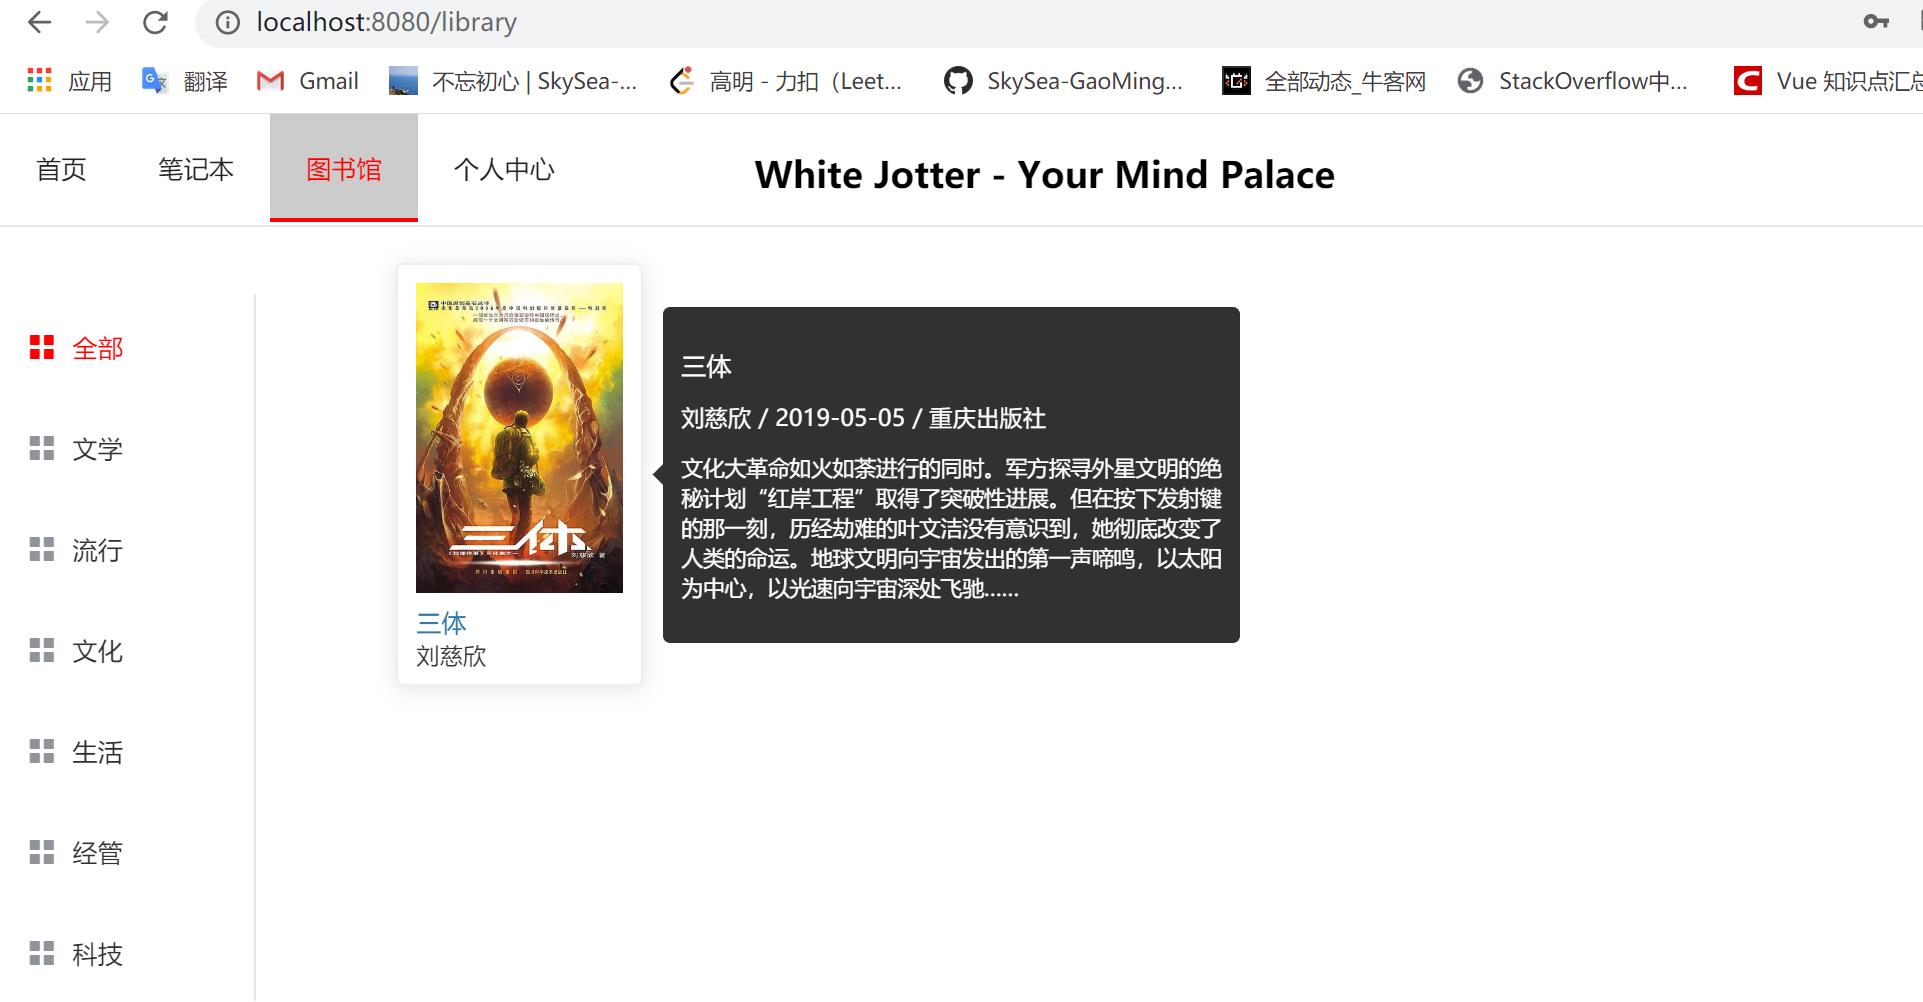 localhost:8080/library
应用 翻译 Gmail 不忘初心 | SkySea-... 高明 - 力扣（Leet... SkySea-GaoMing... 全部动态_牛客网 StackOverflow中... Vue 知识点汇总
首页 笔记本 图书馆 个人中心 White Jotter - Your Mind Palace
全部
文学
流行
文化
生活
经管
科技
三体
刘慈欣 著
三体
刘慈欣
三体
刘慈欣 / 2019-05-05 / 重庆出版社
文化大革命如火如荼进行的同时。军方探寻外星文明的绝
秘计划“红岸工程”取得了突破性进展。但在按下发射键
的那一刻，历经劫难的叶文洁没有意识到，她彻底改变了
人类的命运。地球文明向宇宙发出的第一声啼鸣，以太阳
为中心，以光速向宇宙深处飞驰……